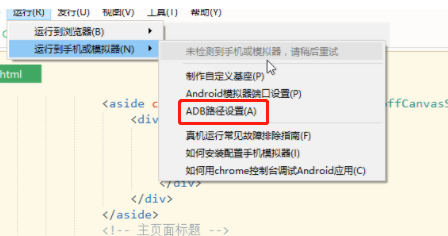 运行(R) 发行(U) 视图(V) 工具(T) 帮助(Y)
运行到浏览器(B)
运行到手机或模拟器(N)
未检测到手机或模拟器，请稍后重试
制作自定义基座(P)
Android模拟器端口设置(P)
ADB路径设置(A)
真机运行常见故障排除指南(F)
如何安装配置手机模拟器(I)
如何用chrome控制台调试Android应用(C)
html
<aside c
offCanvasS
<div
</div>
</div>
</aside>
<!-- 主页面标题 -->